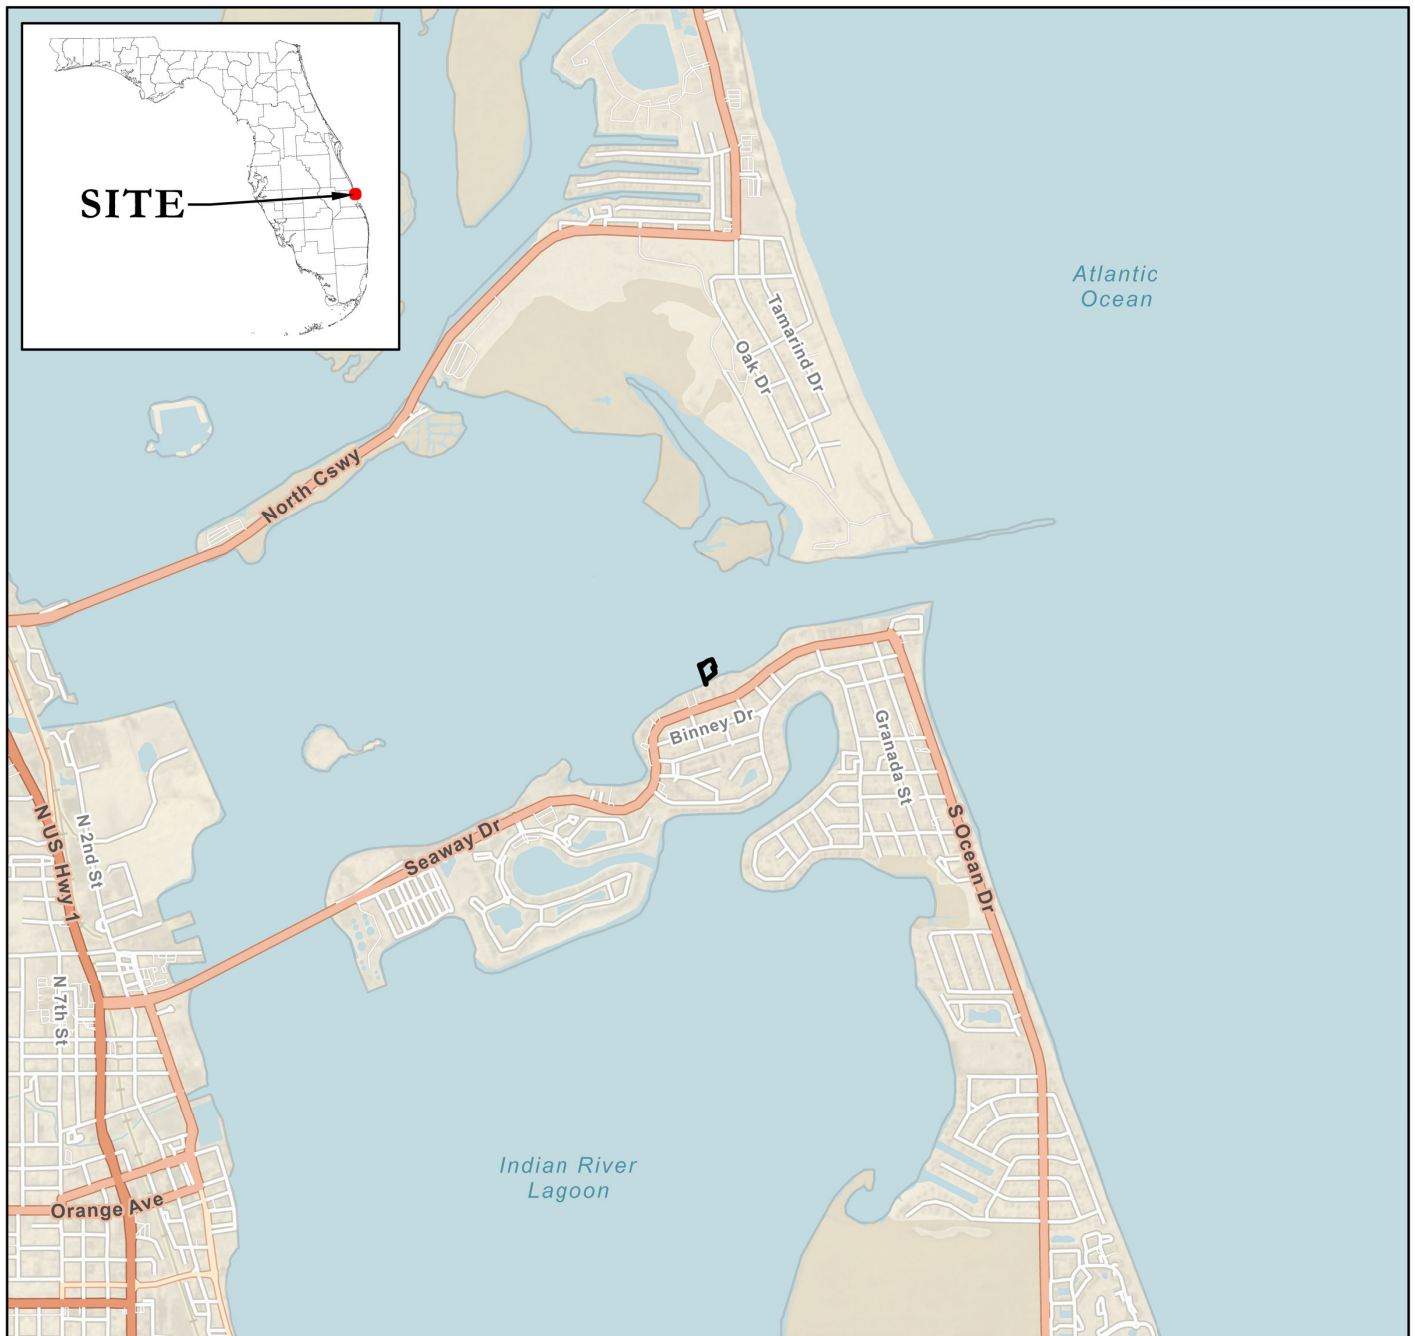 SITE
Atlantic
Ocean
Tamarind Dr
Oak Dr
North Cswy
Binney Dr
Granada St
S Ocean Dr
Seaway Dr
N US Hwy 1
N 2nd St
N 7th St
Indian River
Lagoon
Orange Ave